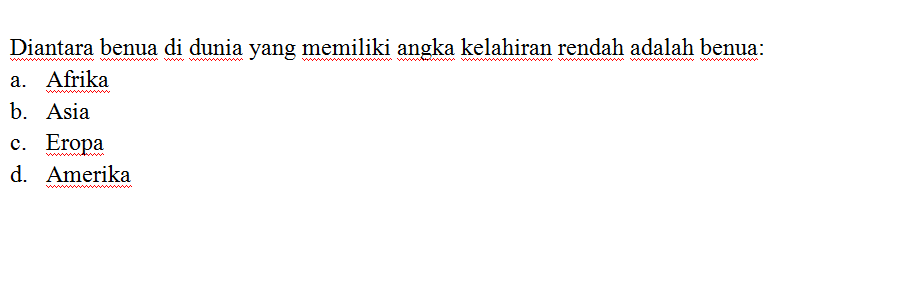 Diantara benua di dunia yang memiliki angka kelahiran rendah adalah benua:
a. Afrika
b. Asia
c. Eropa
d. Amerika